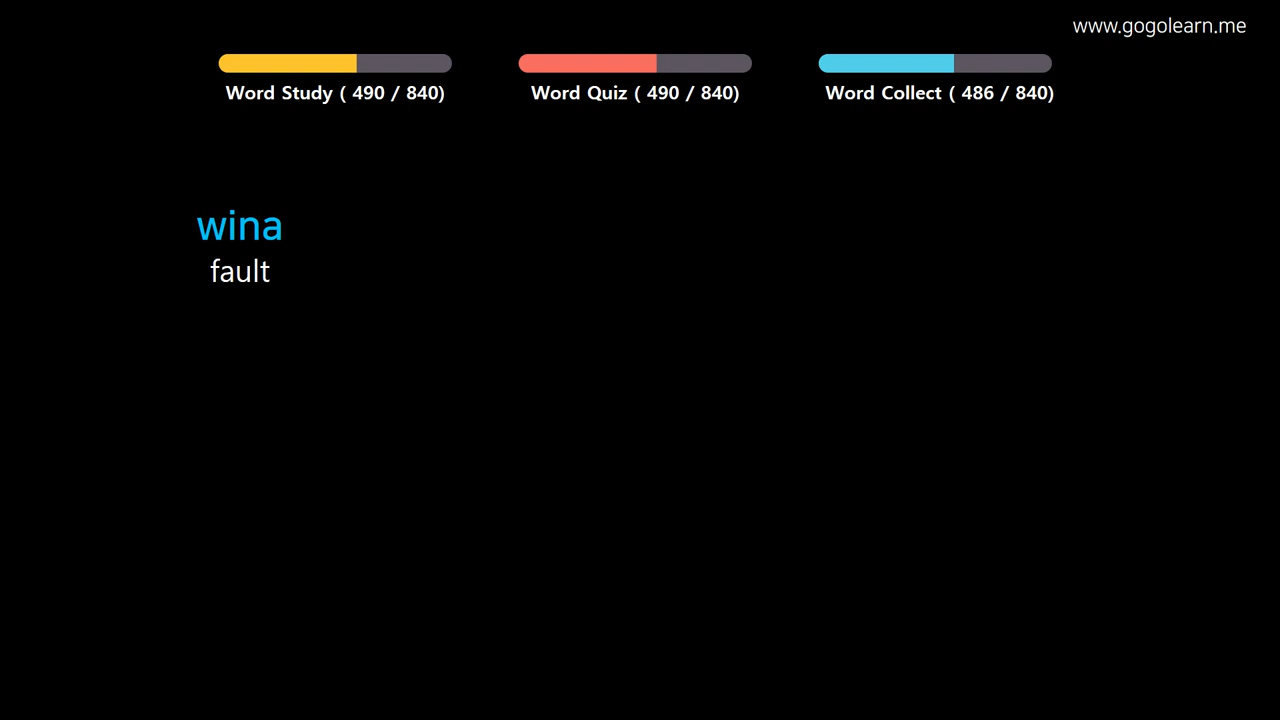 www.gogolearn.me
Word Study ( 490 / 840)
Word Quiz ( 490 / 840)
Word Collect ( 486 / 840)
wina
fault